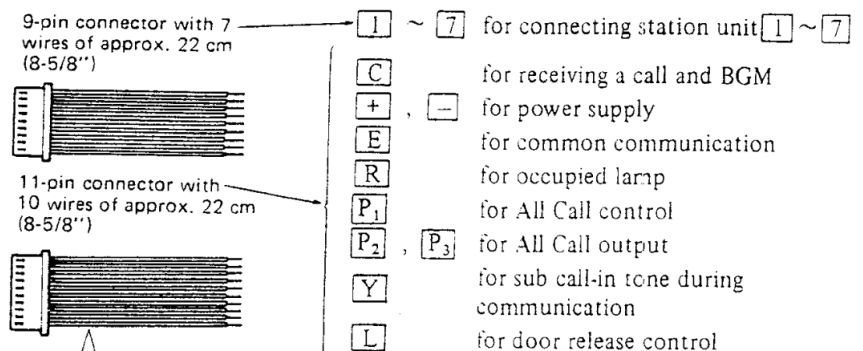 9-pin connector with 7
wires of approx. 22 cm
(8-5/8'')
11-pin connector with
10 wires of approx. 22 cm
(8-5/8'')
1 ~ 7 for connecting station unit 1 ~ 7
C for receiving a call and BGM
+ , − for power supply
E for common communication
R for occupied lamp
P₁ for All Call control
P₂ , P₃ for All Call output
Y for sub call-in tone during
communication
L for door release control